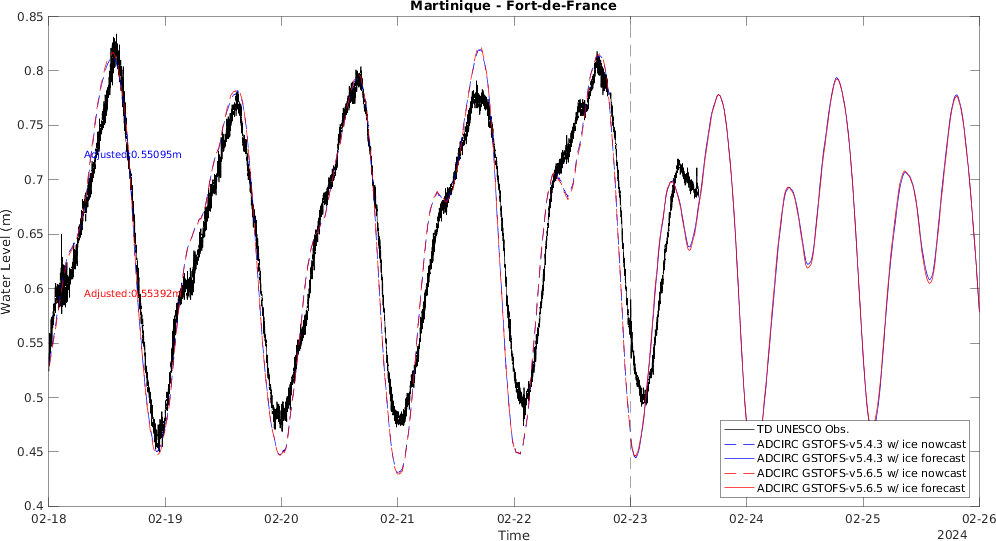 Martinique - Fort-de-France
0.85
0.8
0.75
0.7
0.65
0.6
0.55
0.5
0.45
0.4
Water Level (m)
Adjusted:0.55095m
Adjusted:0.55392m
TD UNESCO Obs.
ADCIRC GSTOFS-v5.4.3 w/ ice nowcast
ADCIRC GSTOFS-v5.4.3 w/ ice forecast
ADCIRC GSTOFS-v5.6.5 w/ ice nowcast
ADCIRC GSTOFS-v5.6.5 w/ ice forecast
02-18 02-19 02-20 02-21 02-22 02-23 02-24 02-25 02-26
Time
2024